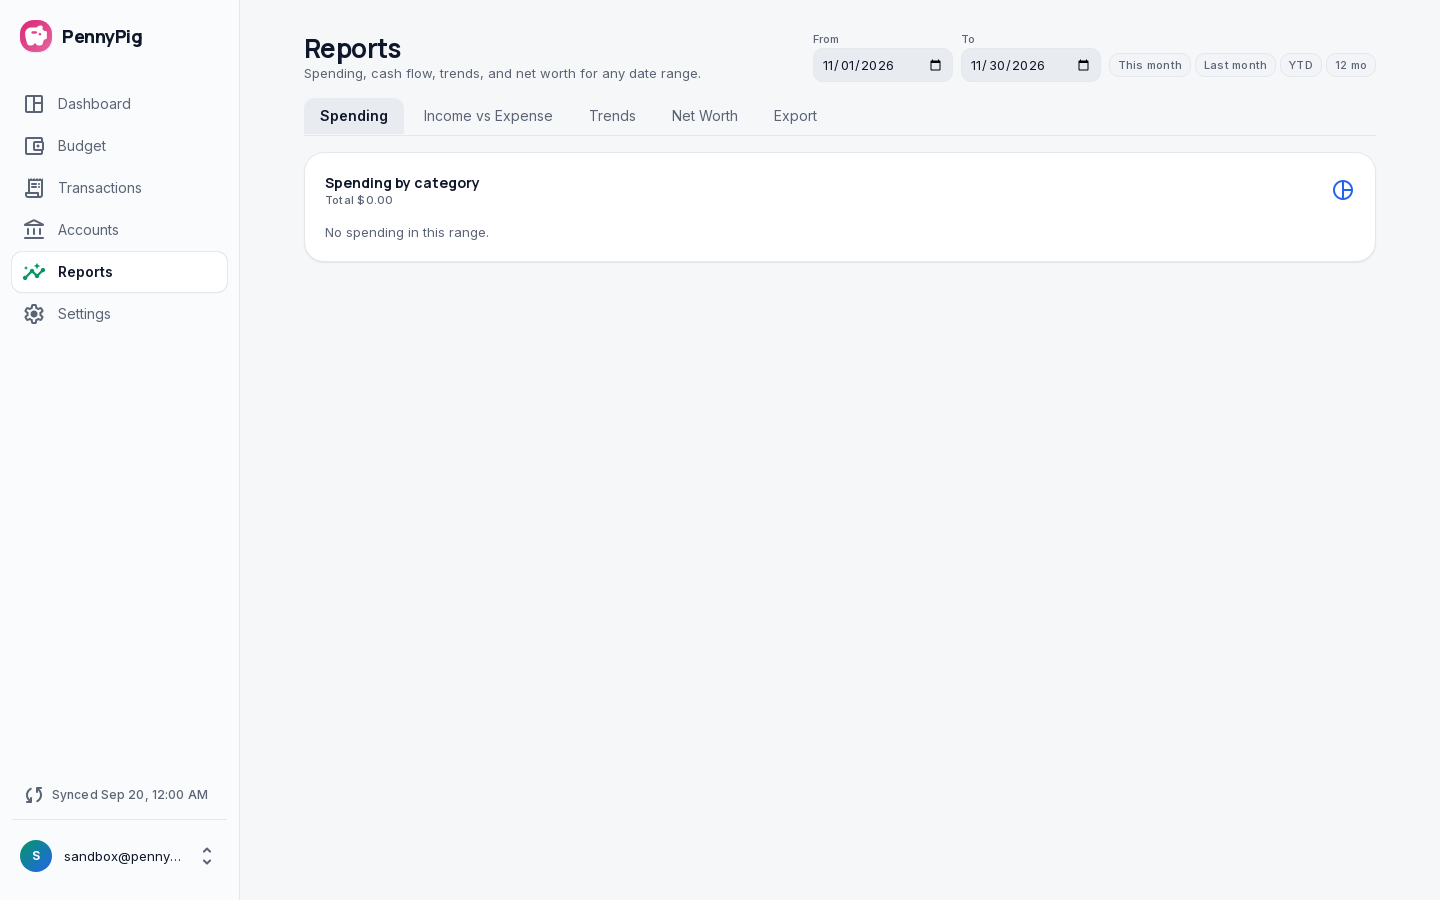 PennyPig
Dashboard
Budget
Transactions
Accounts
Reports
Settings
Synced Sep 20, 12:00 AM
S
sandbox@penny...
Reports
Spending, cash flow, trends, and net worth for any date range.
From
11/01/2026
To
11/30/2026
This month
Last month
YTD
12 mo
Spending
Income vs Expense
Trends
Net Worth
Export
Spending by category
Total $0.00
No spending in this range.